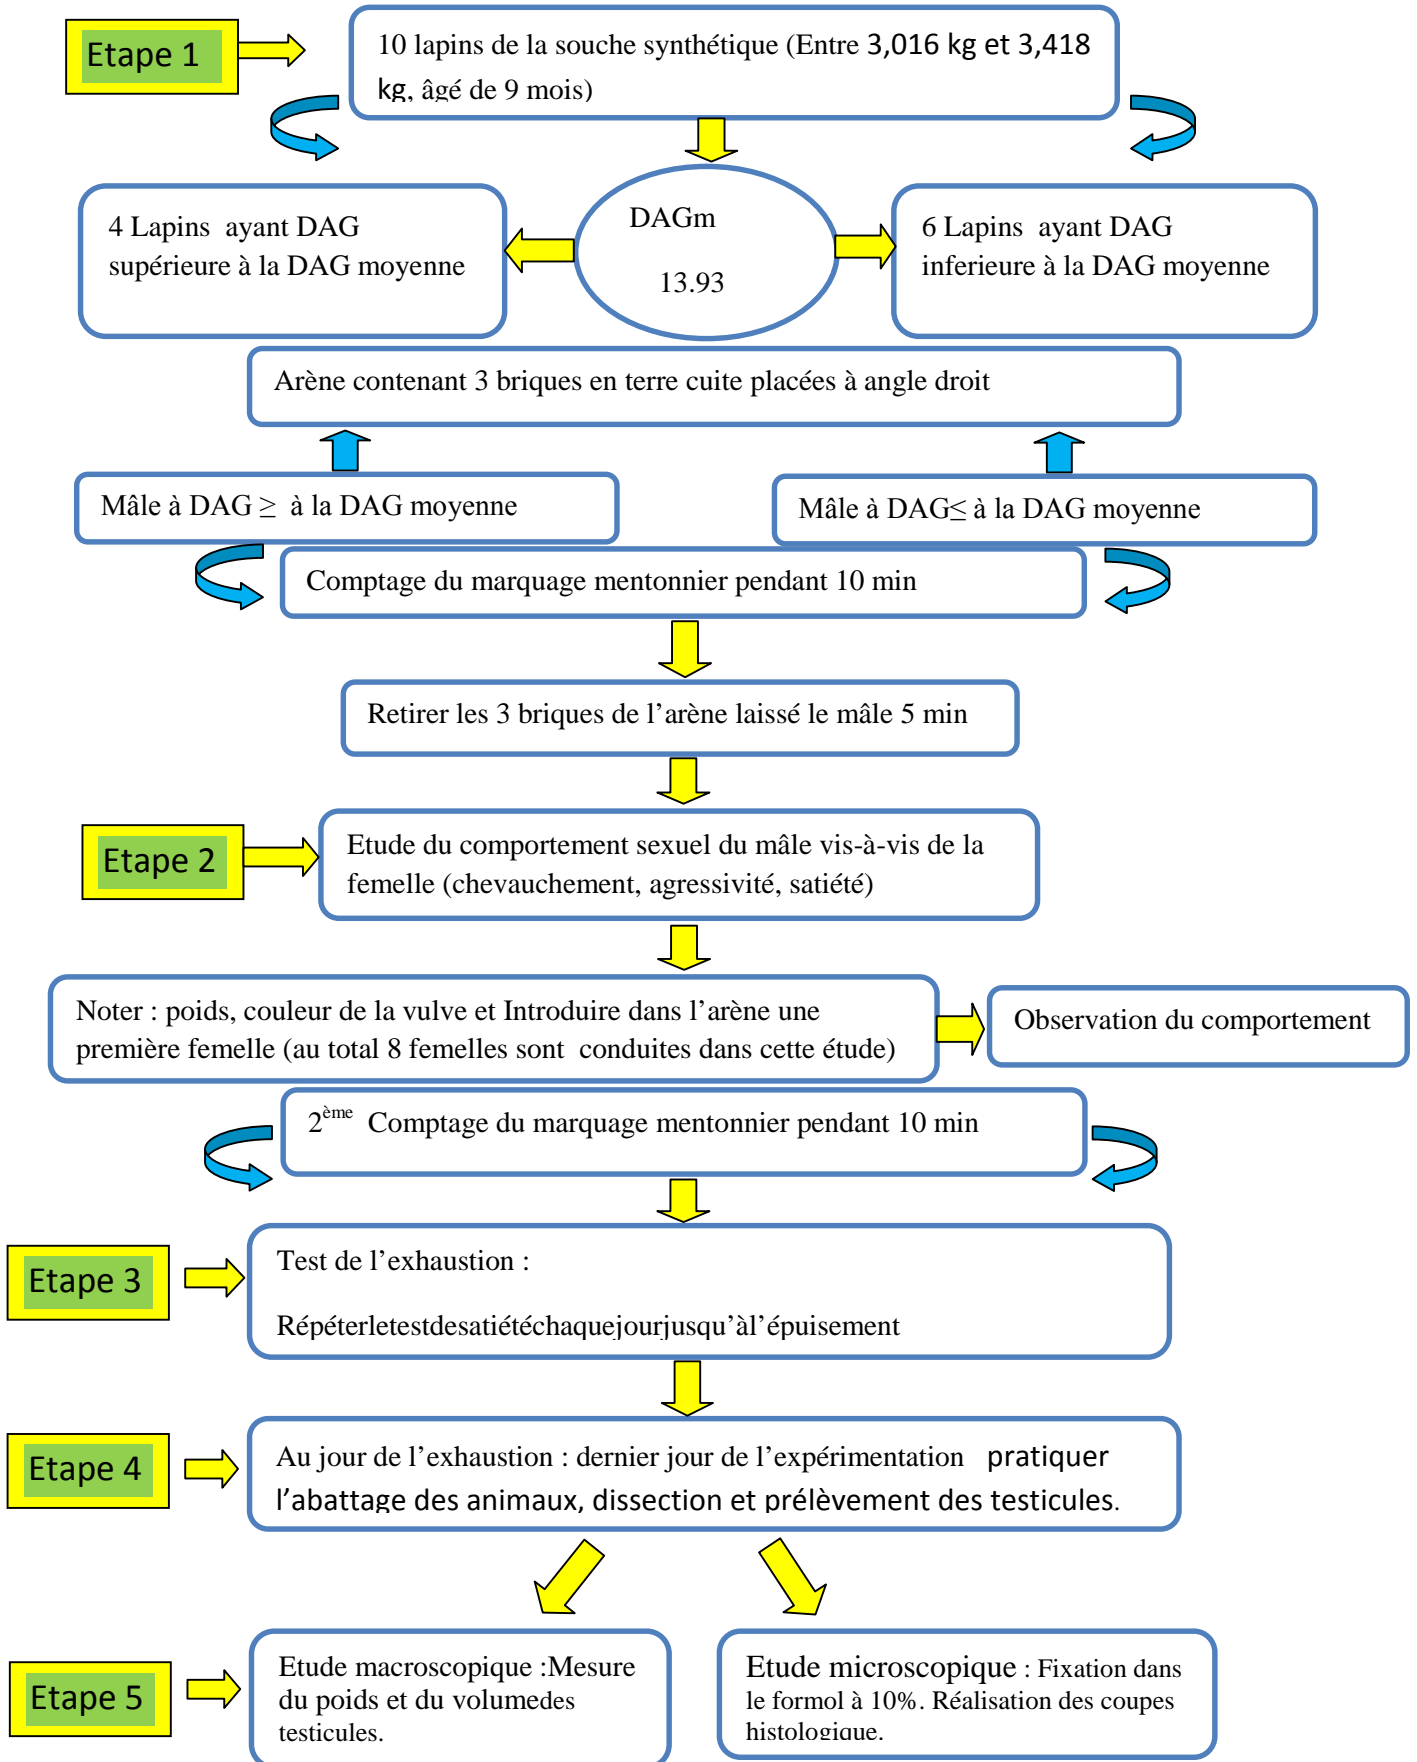 Etape 1
10 lapins de la souche synthétique (Entre 3,016 kg et 3,418
kg, âgé de 9 mois)
4 Lapins ayant DAG
supérieure à la DAG moyenne
DAGm
13.93
6 Lapins ayant DAG
inferieure à la DAG moyenne
Arène contenant 3 briques en terre cuite placées à angle droit
Mâle à DAG ≥ à la DAG moyenne
Mâle à DAG≤ à la DAG moyenne
Comptage du marquage mentonnier pendant 10 min
Retirer les 3 briques de l’arène laissé le mâle 5 min
Etape 2
Etude du comportement sexuel du mâle vis-à-vis de la
femelle (chevauchement, agressivité, satiété)
Noter : poids, couleur de la vulve et Introduire dans l’arène une
première femelle (au total 8 femelles sont conduites dans cette étude)
Observation du comportement
2ème Comptage du marquage mentonnier pendant 10 min
Etape 3
Test de l’exhaustion :
Répéterletestdesatiétéchaquejourjusqu’àl’épuisement
Etape 4
Au jour de l’exhaustion : dernier jour de l’expérimentation pratiquer
l’abattage des animaux, dissection et prélèvement des testicules.
Etape 5
Etude macroscopique :Mesure
du poids et du volumedes
testicules.
Etude microscopique : Fixation dans
le formol à 10%. Réalisation des coupes
histologique.